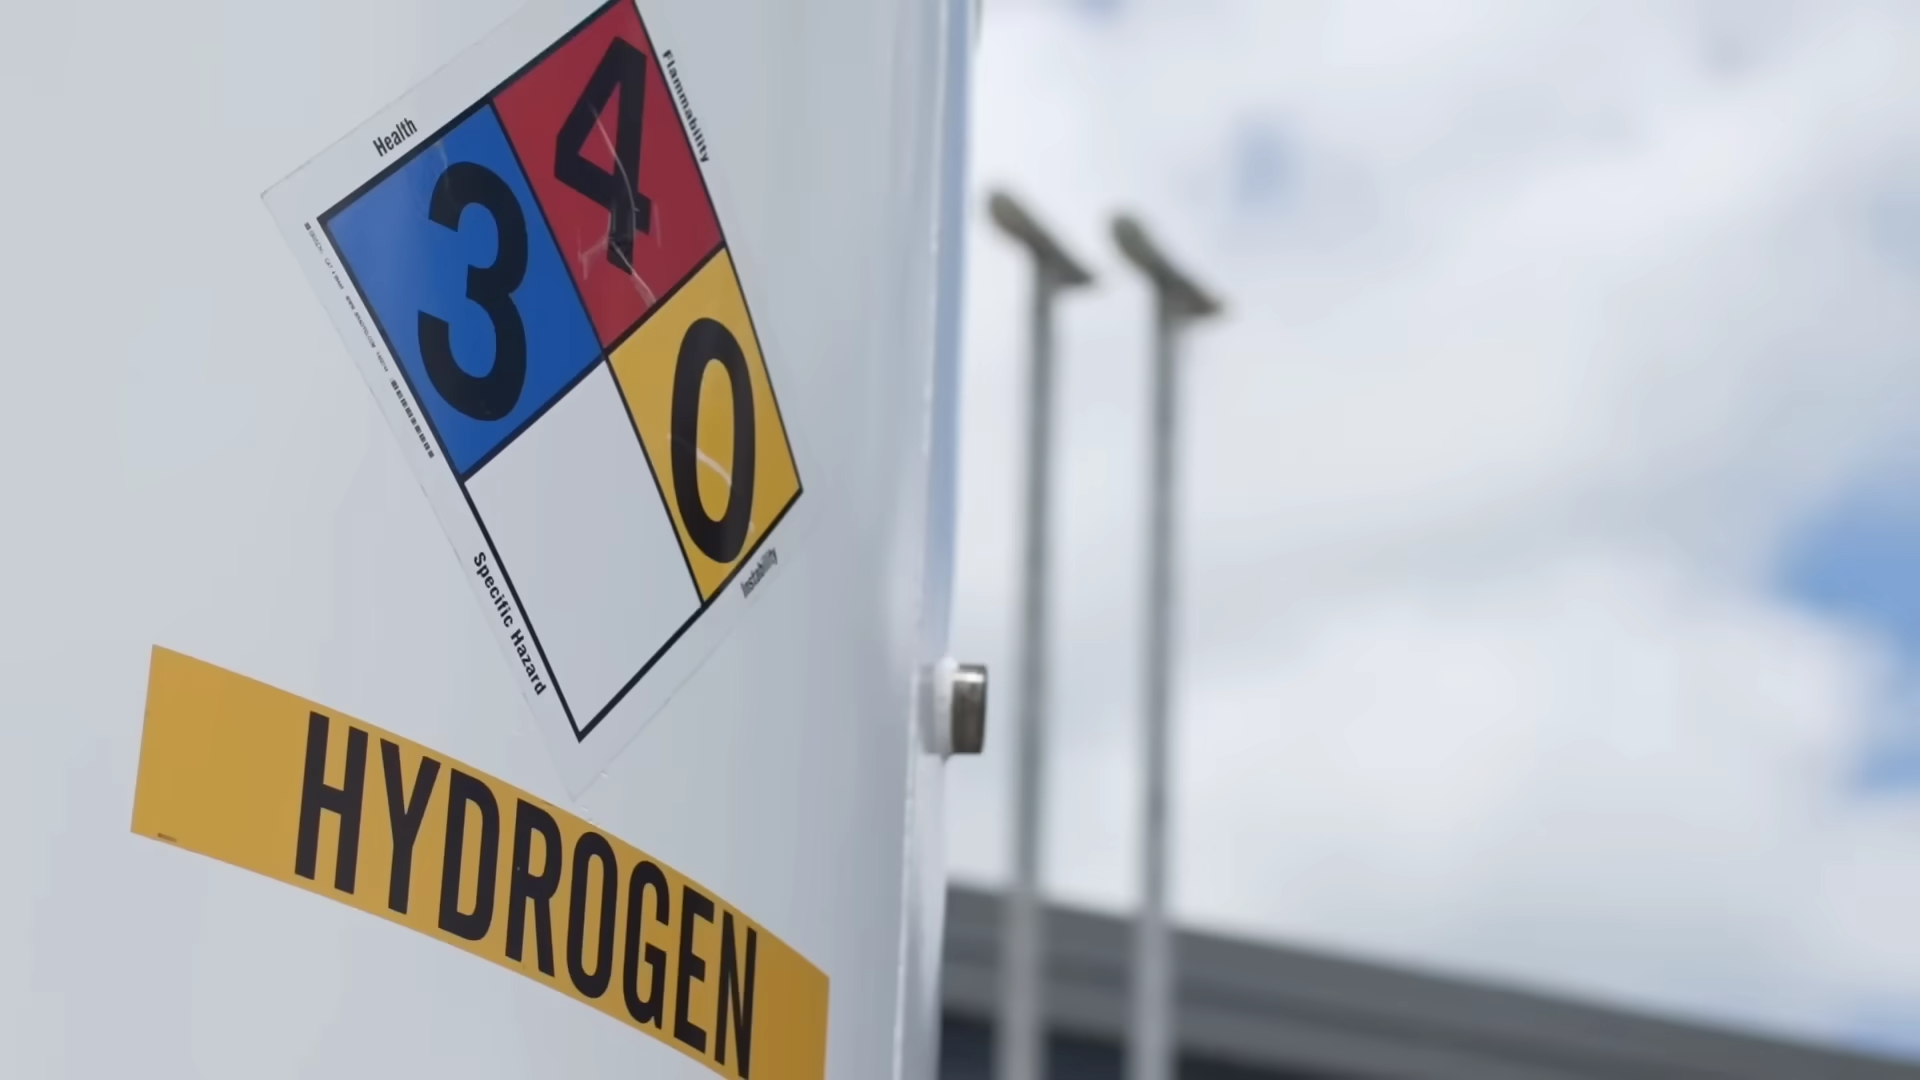 Health
Flammability
3
4
0
Specific Hazard
Instability
HYDROGEN